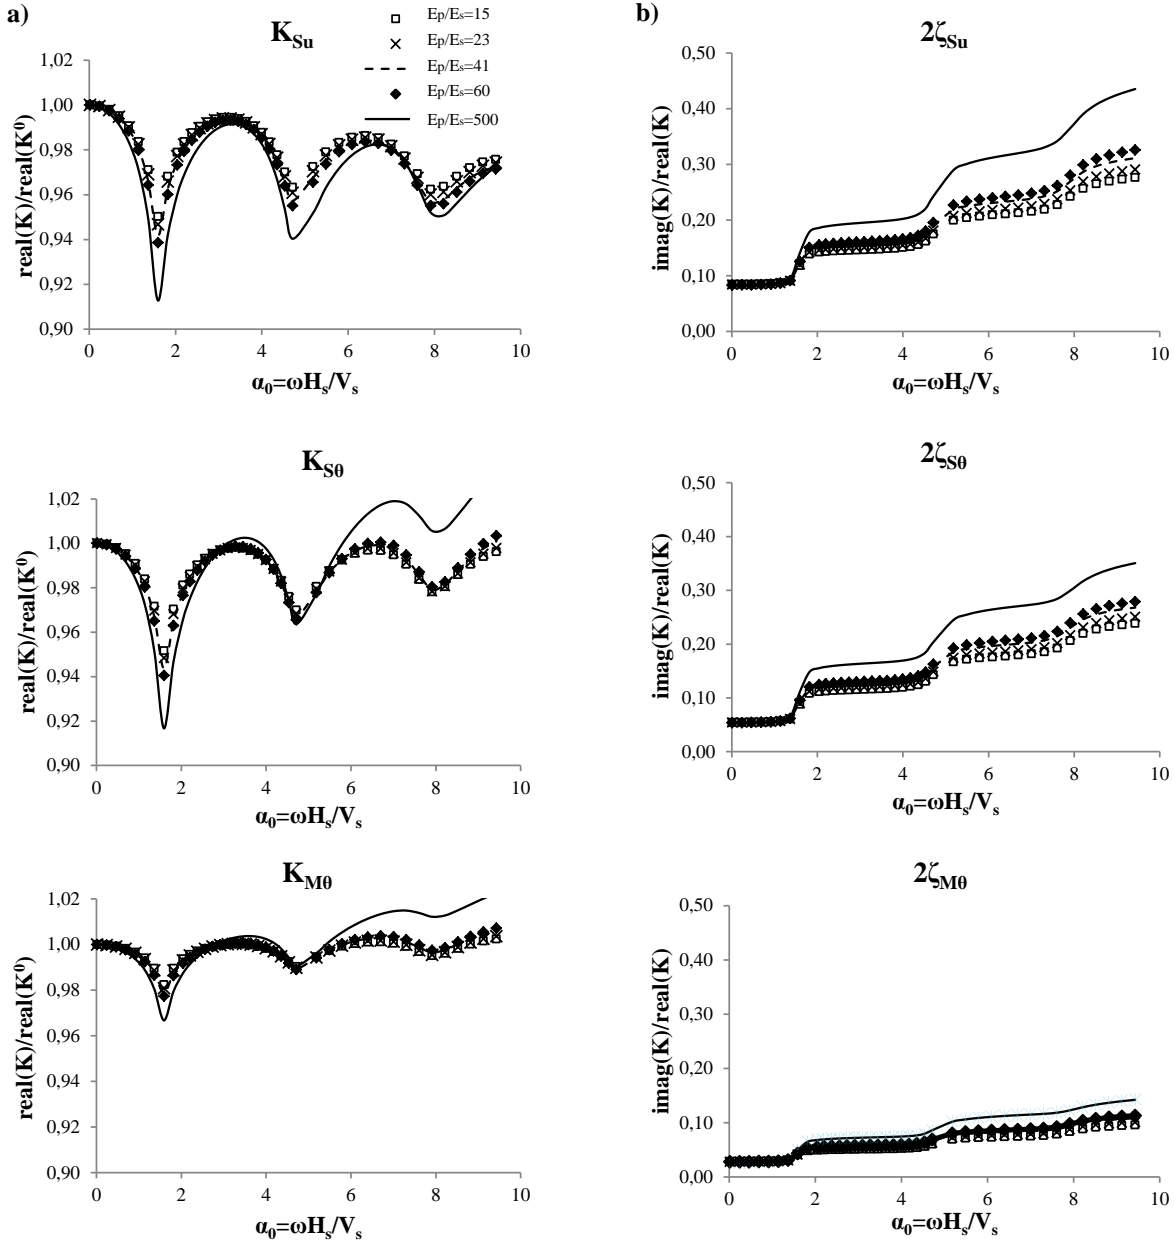 a)
K_Su
Ep/Es=15
Ep/Es=23
Ep/Es=41
Ep/Es=60
Ep/Es=500
real(K)/real(K⁰)
1,02
1,00
0,98
0,96
0,94
0,92
0,90
0 2 4 6 8 10
α₀=ωH_s/V_s
b)
2ζ_Su
imag(K)/real(K)
0,50
0,40
0,30
0,20
0,10
0,00
0 2 4 6 8 10
α₀=ωH_s/V_s
K_Sθ
real(K)/real(K⁰)
1,02
1,00
0,98
0,96
0,94
0,92
0,90
0 2 4 6 8 10
α₀=ωH_s/V_s
2ζ_Sθ
imag(K)/real(K)
0,50
0,40
0,30
0,20
0,10
0,00
0 2 4 6 8 10
α₀=ωH_s/V_s
K_Mθ
real(K)/real(K⁰)
1,02
1,00
0,98
0,96
0,94
0,92
0,90
0 2 4 6 8 10
α₀=ωH_s/V_s
2ζ_Mθ
imag(K)/real(K)
0,50
0,40
0,30
0,20
0,10
0,00
0 2 4 6 8 10
α₀=ωH_s/V_s